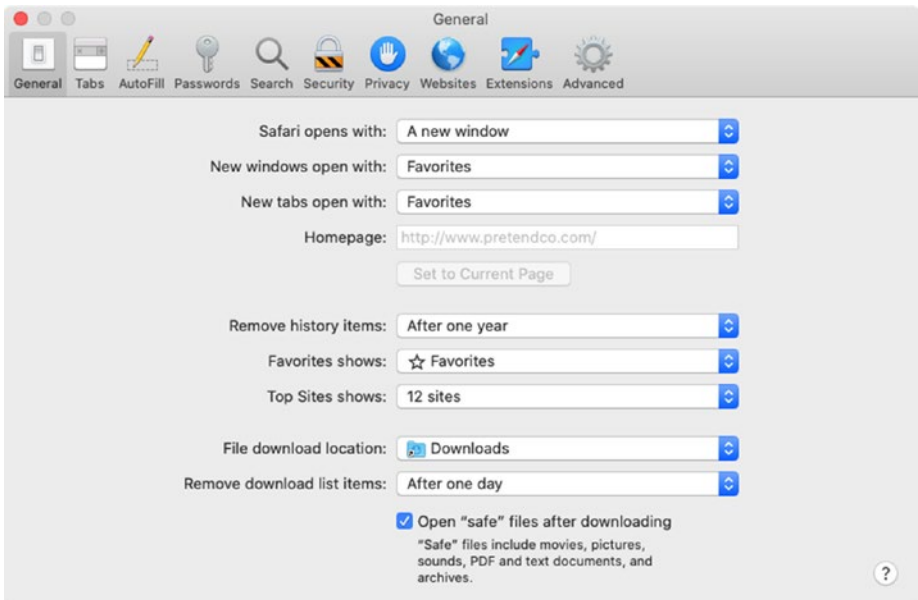 General
General Tabs AutoFill Passwords Search Security Privacy Websites Extensions Advanced
Safari opens with: A new window
New windows open with: Favorites
New tabs open with: Favorites
Homepage: http://www.pretendco.com/
Set to Current Page
Remove history items: After one year
Favorites shows: Favorites
Top Sites shows: 12 sites
File download location: Downloads
Remove download list items: After one day
Open “safe” files after downloading
“Safe” files include movies, pictures,
sounds, PDF and text documents, and
archives.
?